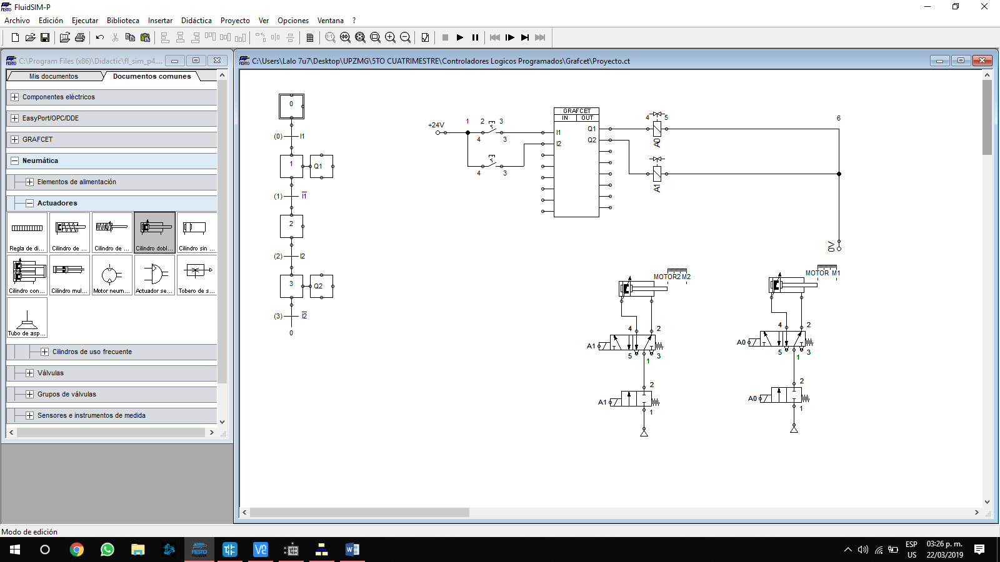 FESTO FluidSIM-P
Archivo Edición Ejecutar Biblioteca Insertar Didáctica Proyecto Ver Opciones Ventana ?
FESTO C:\Program Files (x86)\Didactic\fl_sim_p4....
Mis documentos Documentos comunes
Componentes eléctricos
EasyPort/OPC/DDE
GRAFCET
Neumática
Elementos de alimentación
Actuadores
Regla de di... Cilindro de ... Cilindro de ... Cilindro dobl... Cilindro sin ...
Cilindro con... Cilindro mul... Motor neum... Actuador se... Tobero de s...
Tubo de asp...
Cilindros de uso frecuente
Válvulas
Grupos de válvulas
Sensores e instrumentos de medida
FESTO C:\Users\Lalo 7u7\Desktop\UPZMG\5TO CUATRIMESTRE\Controladores Logicos Programados\Grafcet\Proyecto.ct
0
(0) I1
1 Q1
(1) I1
2
(2) I2
3 Q2
(3) I2
0
+24V 1 2 3
4 3
4 3
GRAFCET
IN OUT
I1 Q1
I2 Q2
4 5 6
A0
A1
0V
MOTOR2 M2
4 2
A1
5 1 3
2
A1
1
MOTOR M1
4 2
A0
5 1 3
2
A0
1
Modo de edición
FESTO
ESP
US
03:26 p. m.
22/03/2019